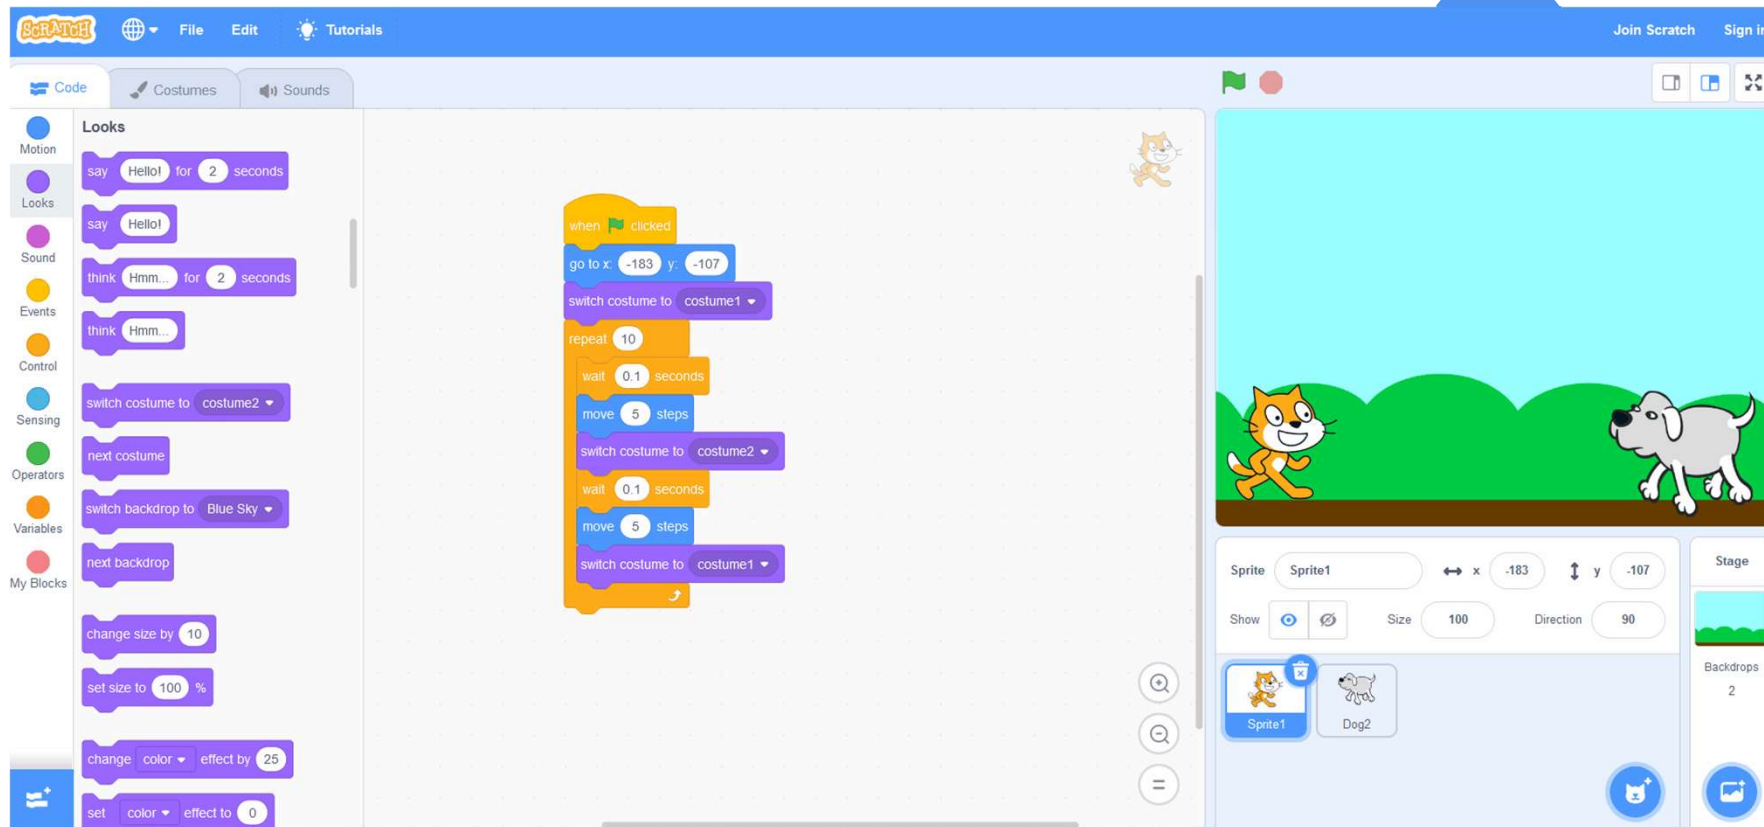 SCRATCH File Edit Tutorials Join Scratch Sign in
Code Costumes Sounds
Motion
Looks
Sound
Events
Control
Sensing
Operators
Variables
My Blocks
Looks
say Hello! for 2 seconds
say Hello!
think Hmm... for 2 seconds
think Hmm...
switch costume to costume2
next costume
switch backdrop to Blue Sky
next backdrop
change size by 10
set size to 100 %
change color effect by 25
set color effect to 0
when clicked
go to x: -183 y: -107
switch costume to costume1
repeat 10
wait 0.1 seconds
move 5 steps
switch costume to costume2
wait 0.1 seconds
move 5 steps
switch costume to costume1
Sprite Sprite1 x -183 y -107
Show Size 100 Direction 90
Sprite1 Dog2
Stage
Backdrops
2